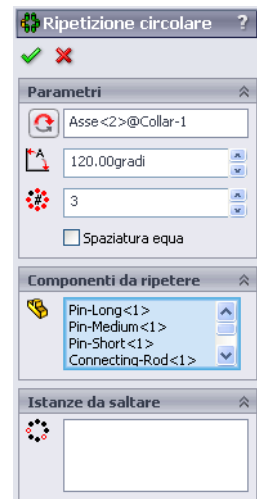 Ripetizione circolare ?
Parametri
Asse<2>@Collar-1
A
120.00gradi
#
3
Spaziatura equa
Componenti da ripetere
Pin-Long<1>
Pin-Medium<1>
Pin-Short<1>
Connecting-Rod<1>
Istanze da saltare